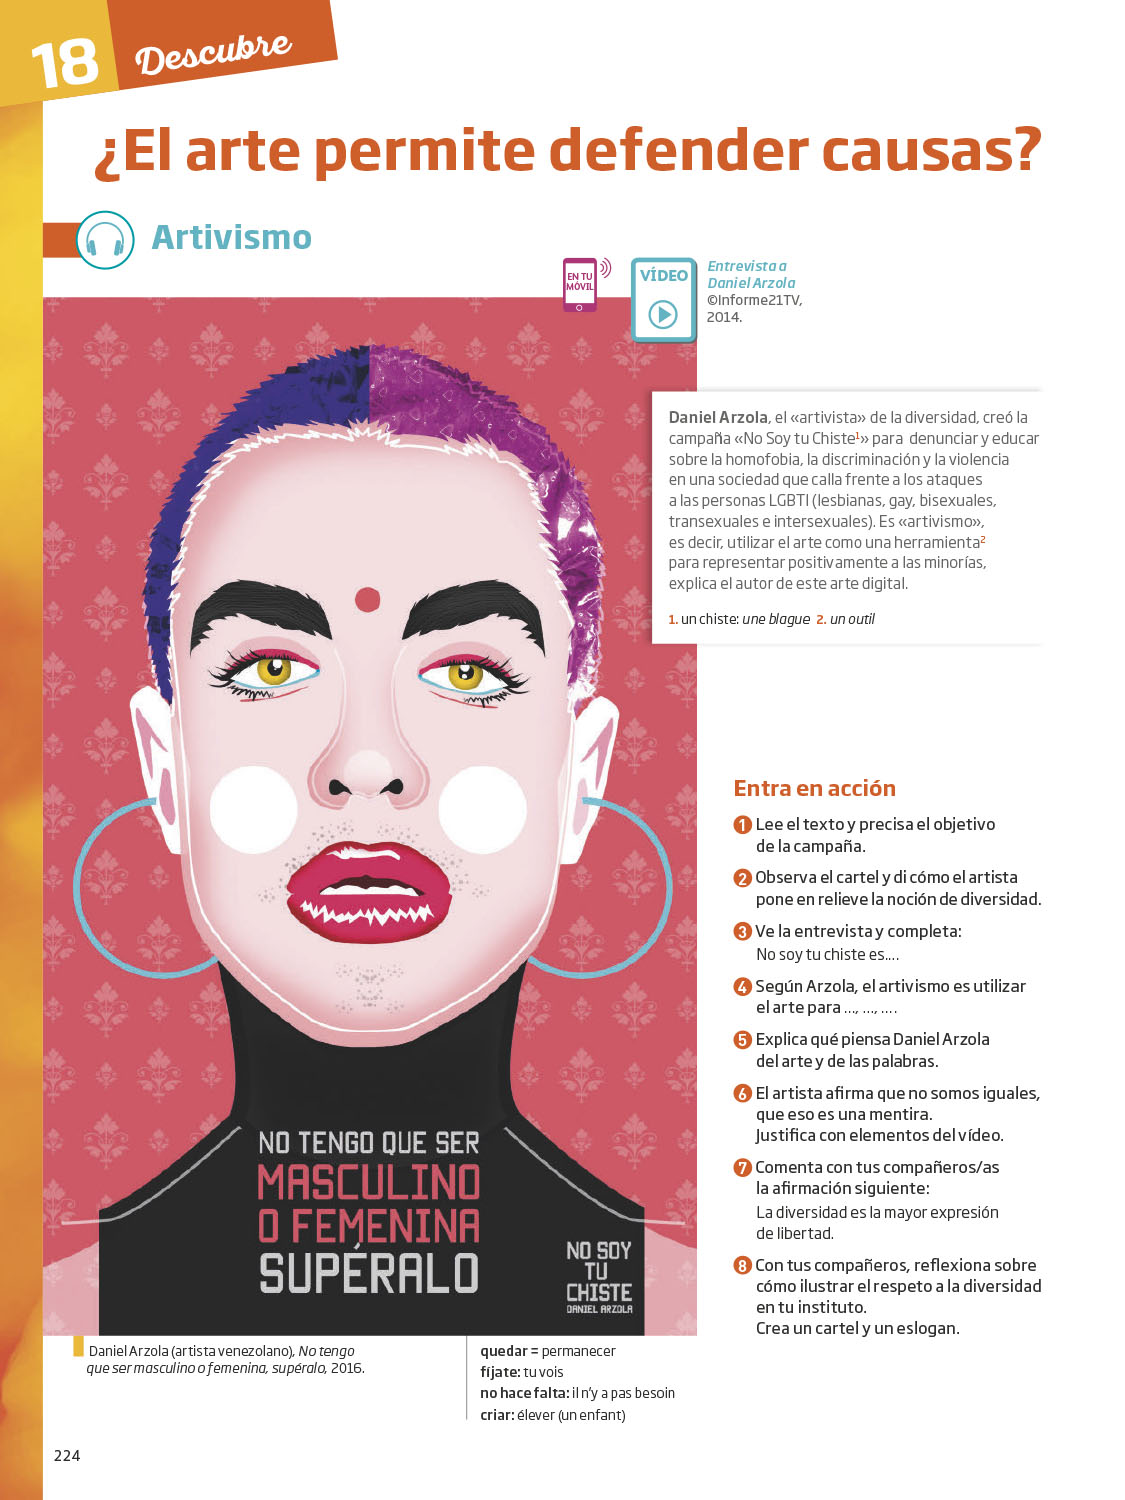 18
Descubre
¿El arte permite defender causas?
Artivismo
EN TU
MÓVIL
VÍDEO
Entrevista a
Daniel Arzola
©Informe21TV,
2014.
Daniel Arzola, el «artivista» de la diversidad, creó la
campaña «No Soy tu Chiste1» para denunciar y educar
sobre la homofobia, la discriminación y la violencia
en una sociedad que calla frente a los ataques
a las personas LGBTI (lesbianas, gay, bisexuales,
transexuales e intersexuales). Es «artivismo»,
es decir, utilizar el arte como una herramienta2
para representar positivamente a las minorías,
explica el autor de este arte digital.
1. un chiste: une blague 2. un outil
NO TENGO QUE SER
MASCULINO
O FEMENINA
SUPÉRALO
NO SOY
TU
CHISTE
DANIEL ARZOLA
Daniel Arzola (artista venezolano), No tengo
que ser masculino o femenina, supéralo, 2016.
quedar = permanecer
fíjate: tu vois
no hace falta: il n'y a pas besoin
criar: élever (un enfant)
Entra en acción
1 Lee el texto y precisa el objetivo
de la campaña.
2 Observa el cartel y di cómo el artista
pone en relieve la noción de diversidad.
3 Ve la entrevista y completa:
No soy tu chiste es....
4 Según Arzola, el artivismo es utilizar
el arte para ..., ..., ....
5 Explica qué piensa Daniel Arzola
del arte y de las palabras.
6 El artista afirma que no somos iguales,
que eso es una mentira.
Justifica con elementos del vídeo.
7 Comenta con tus compañeros/as
la afirmación siguiente:
La diversidad es la mayor expresión
de libertad.
8 Con tus compañeros, reflexiona sobre
cómo ilustrar el respeto a la diversidad
en tu instituto.
Crea un cartel y un eslogan.
224